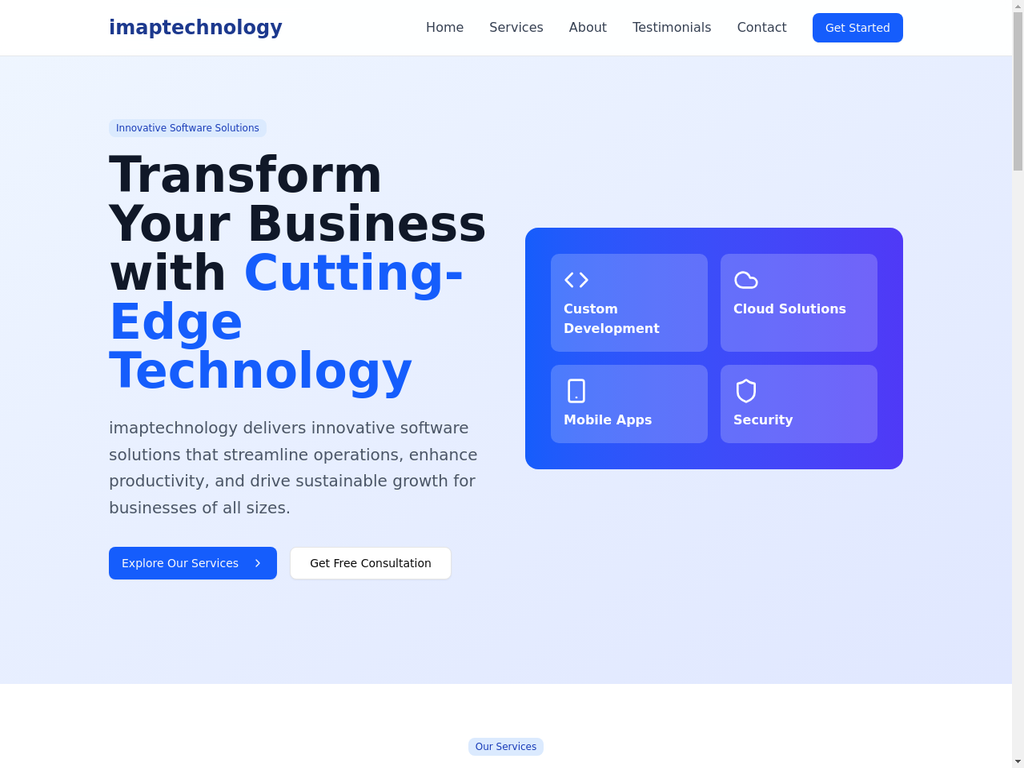 imaptechnology
Home
Services
About
Testimonials
Contact
Get Started
Innovative Software Solutions
Transform
Your Business
with Cutting-
Edge
Technology
imaptechnology delivers innovative software
solutions that streamline operations, enhance
productivity, and drive sustainable growth for
businesses of all sizes.
Explore Our Services
Get Free Consultation
Custom
Development
Cloud Solutions
Mobile Apps
Security
Our Services